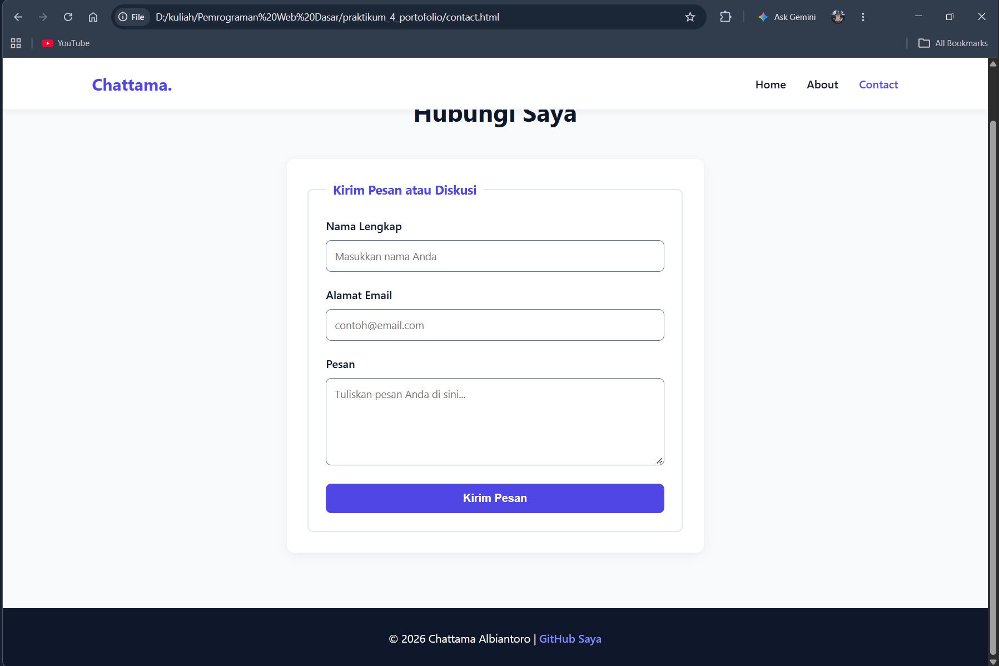 File D:/kuliah/Pemrograman%20Web%20Dasar/praktikum_4_portofolio/contact.html Ask Gemini
YouTube All Bookmarks
Chattama. Home About Contact
Hubungi Saya
Kirim Pesan atau Diskusi
Nama Lengkap
Masukkan nama Anda
Alamat Email
contoh@email.com
Pesan
Tuliskan pesan Anda di sini...
Kirim Pesan
© 2026 Chattama Albiantoro | GitHub Saya